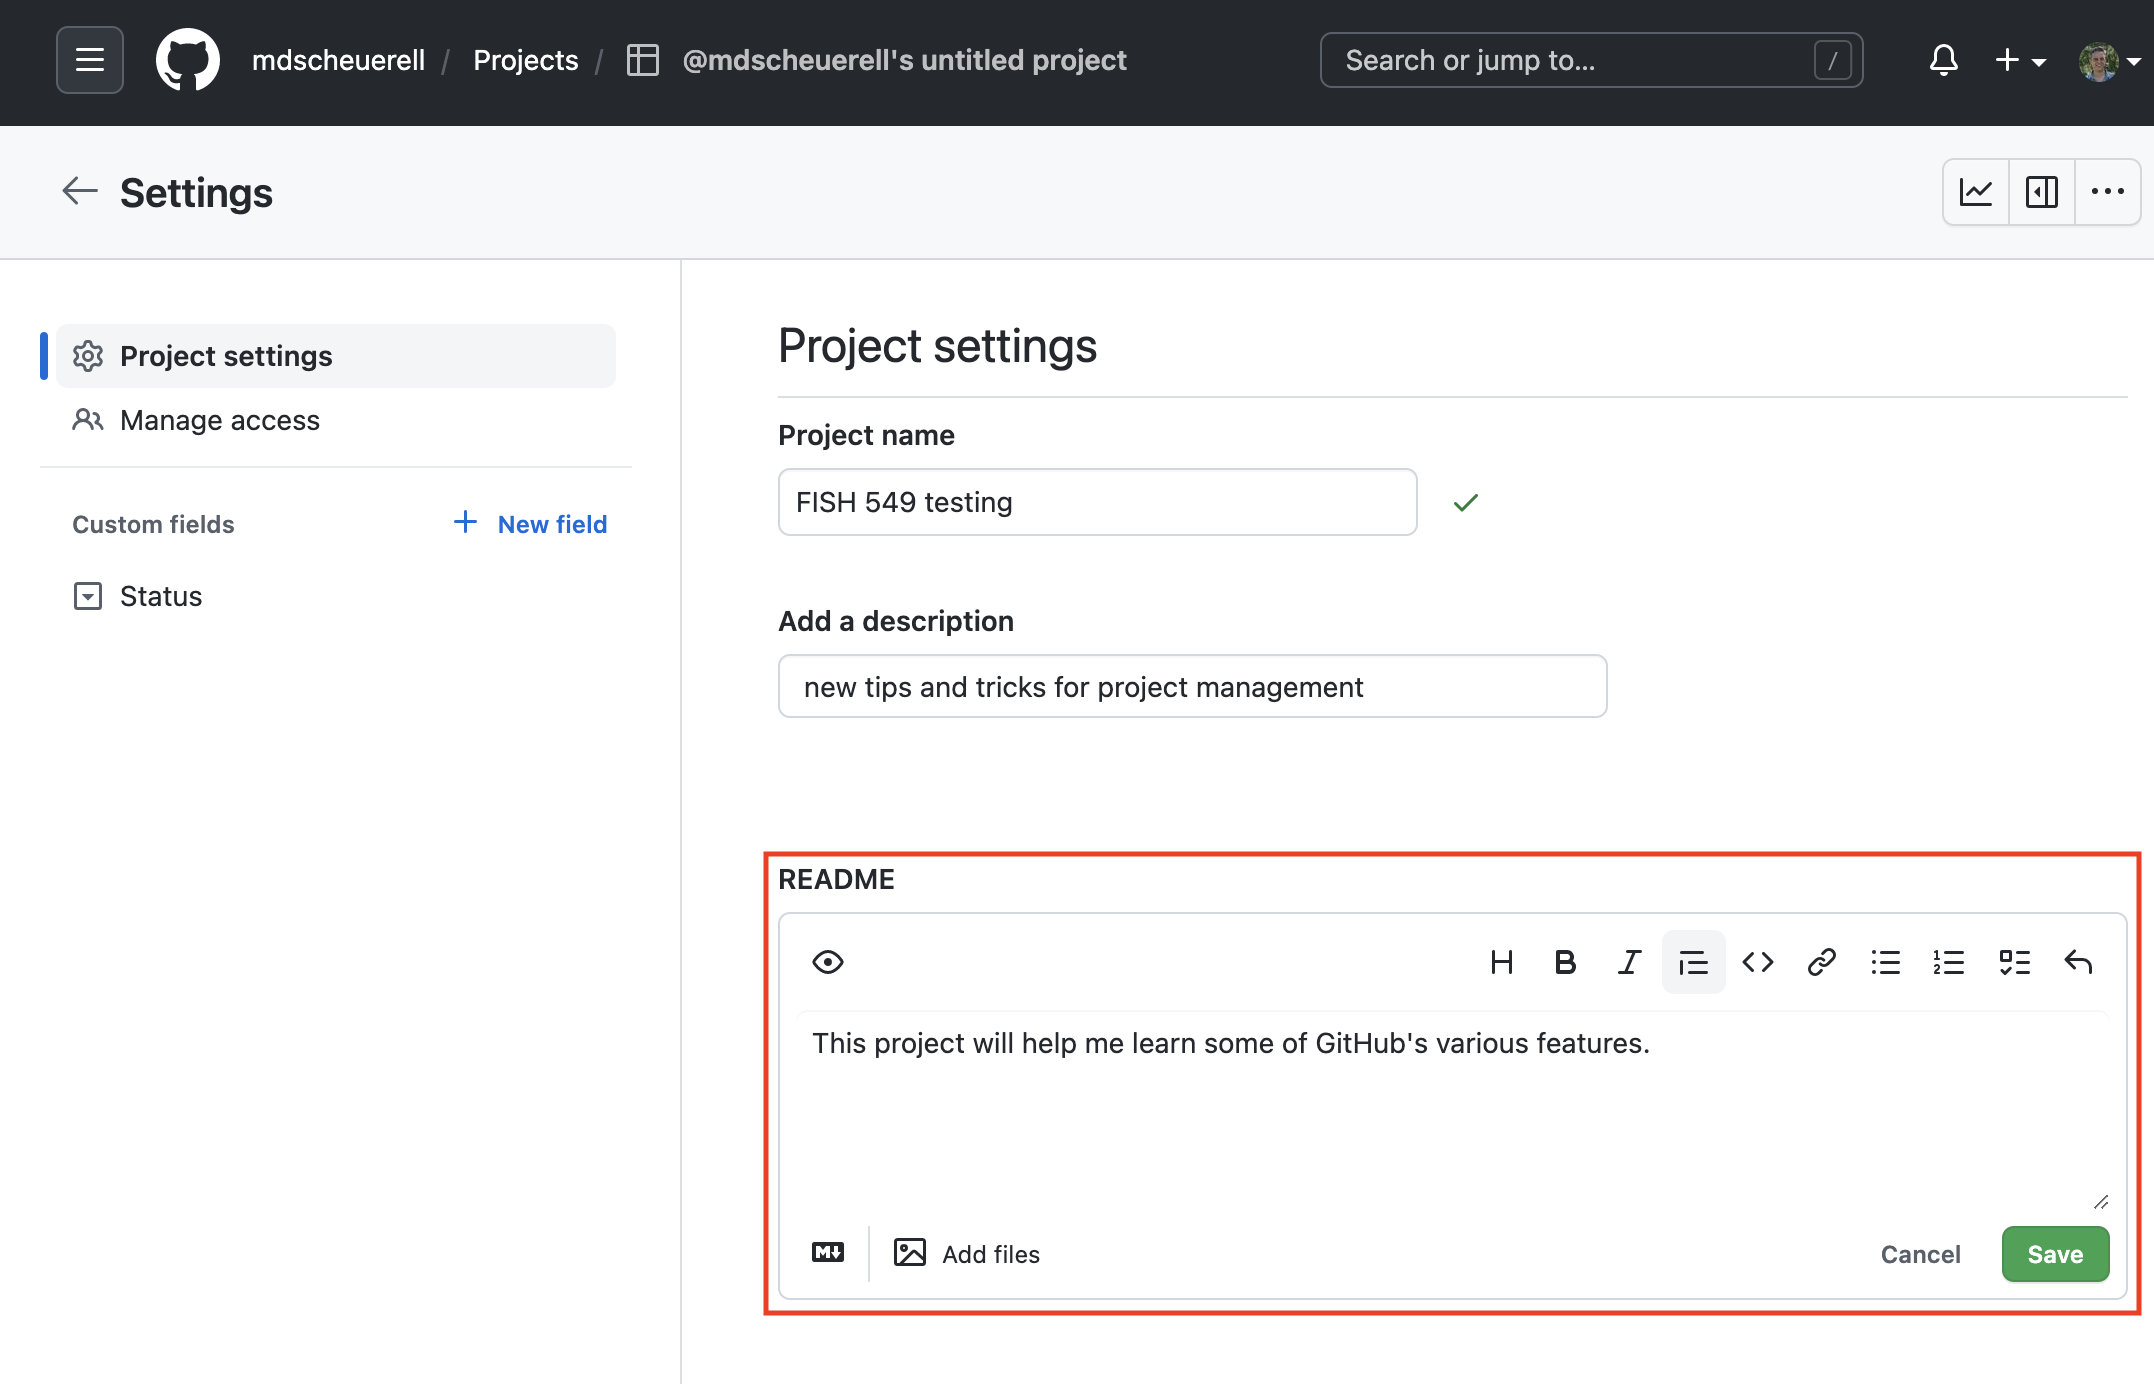 mdscheuerell / Projects / @mdscheuerell's untitled project
Search or jump to... /
Settings
Project settings
Manage access
Custom fields
New field
Status
Project settings
Project name
FISH 549 testing
Add a description
new tips and tricks for project management
README
H B I
This project will help me learn some of GitHub's various features.
M↓ Add files
Cancel Save